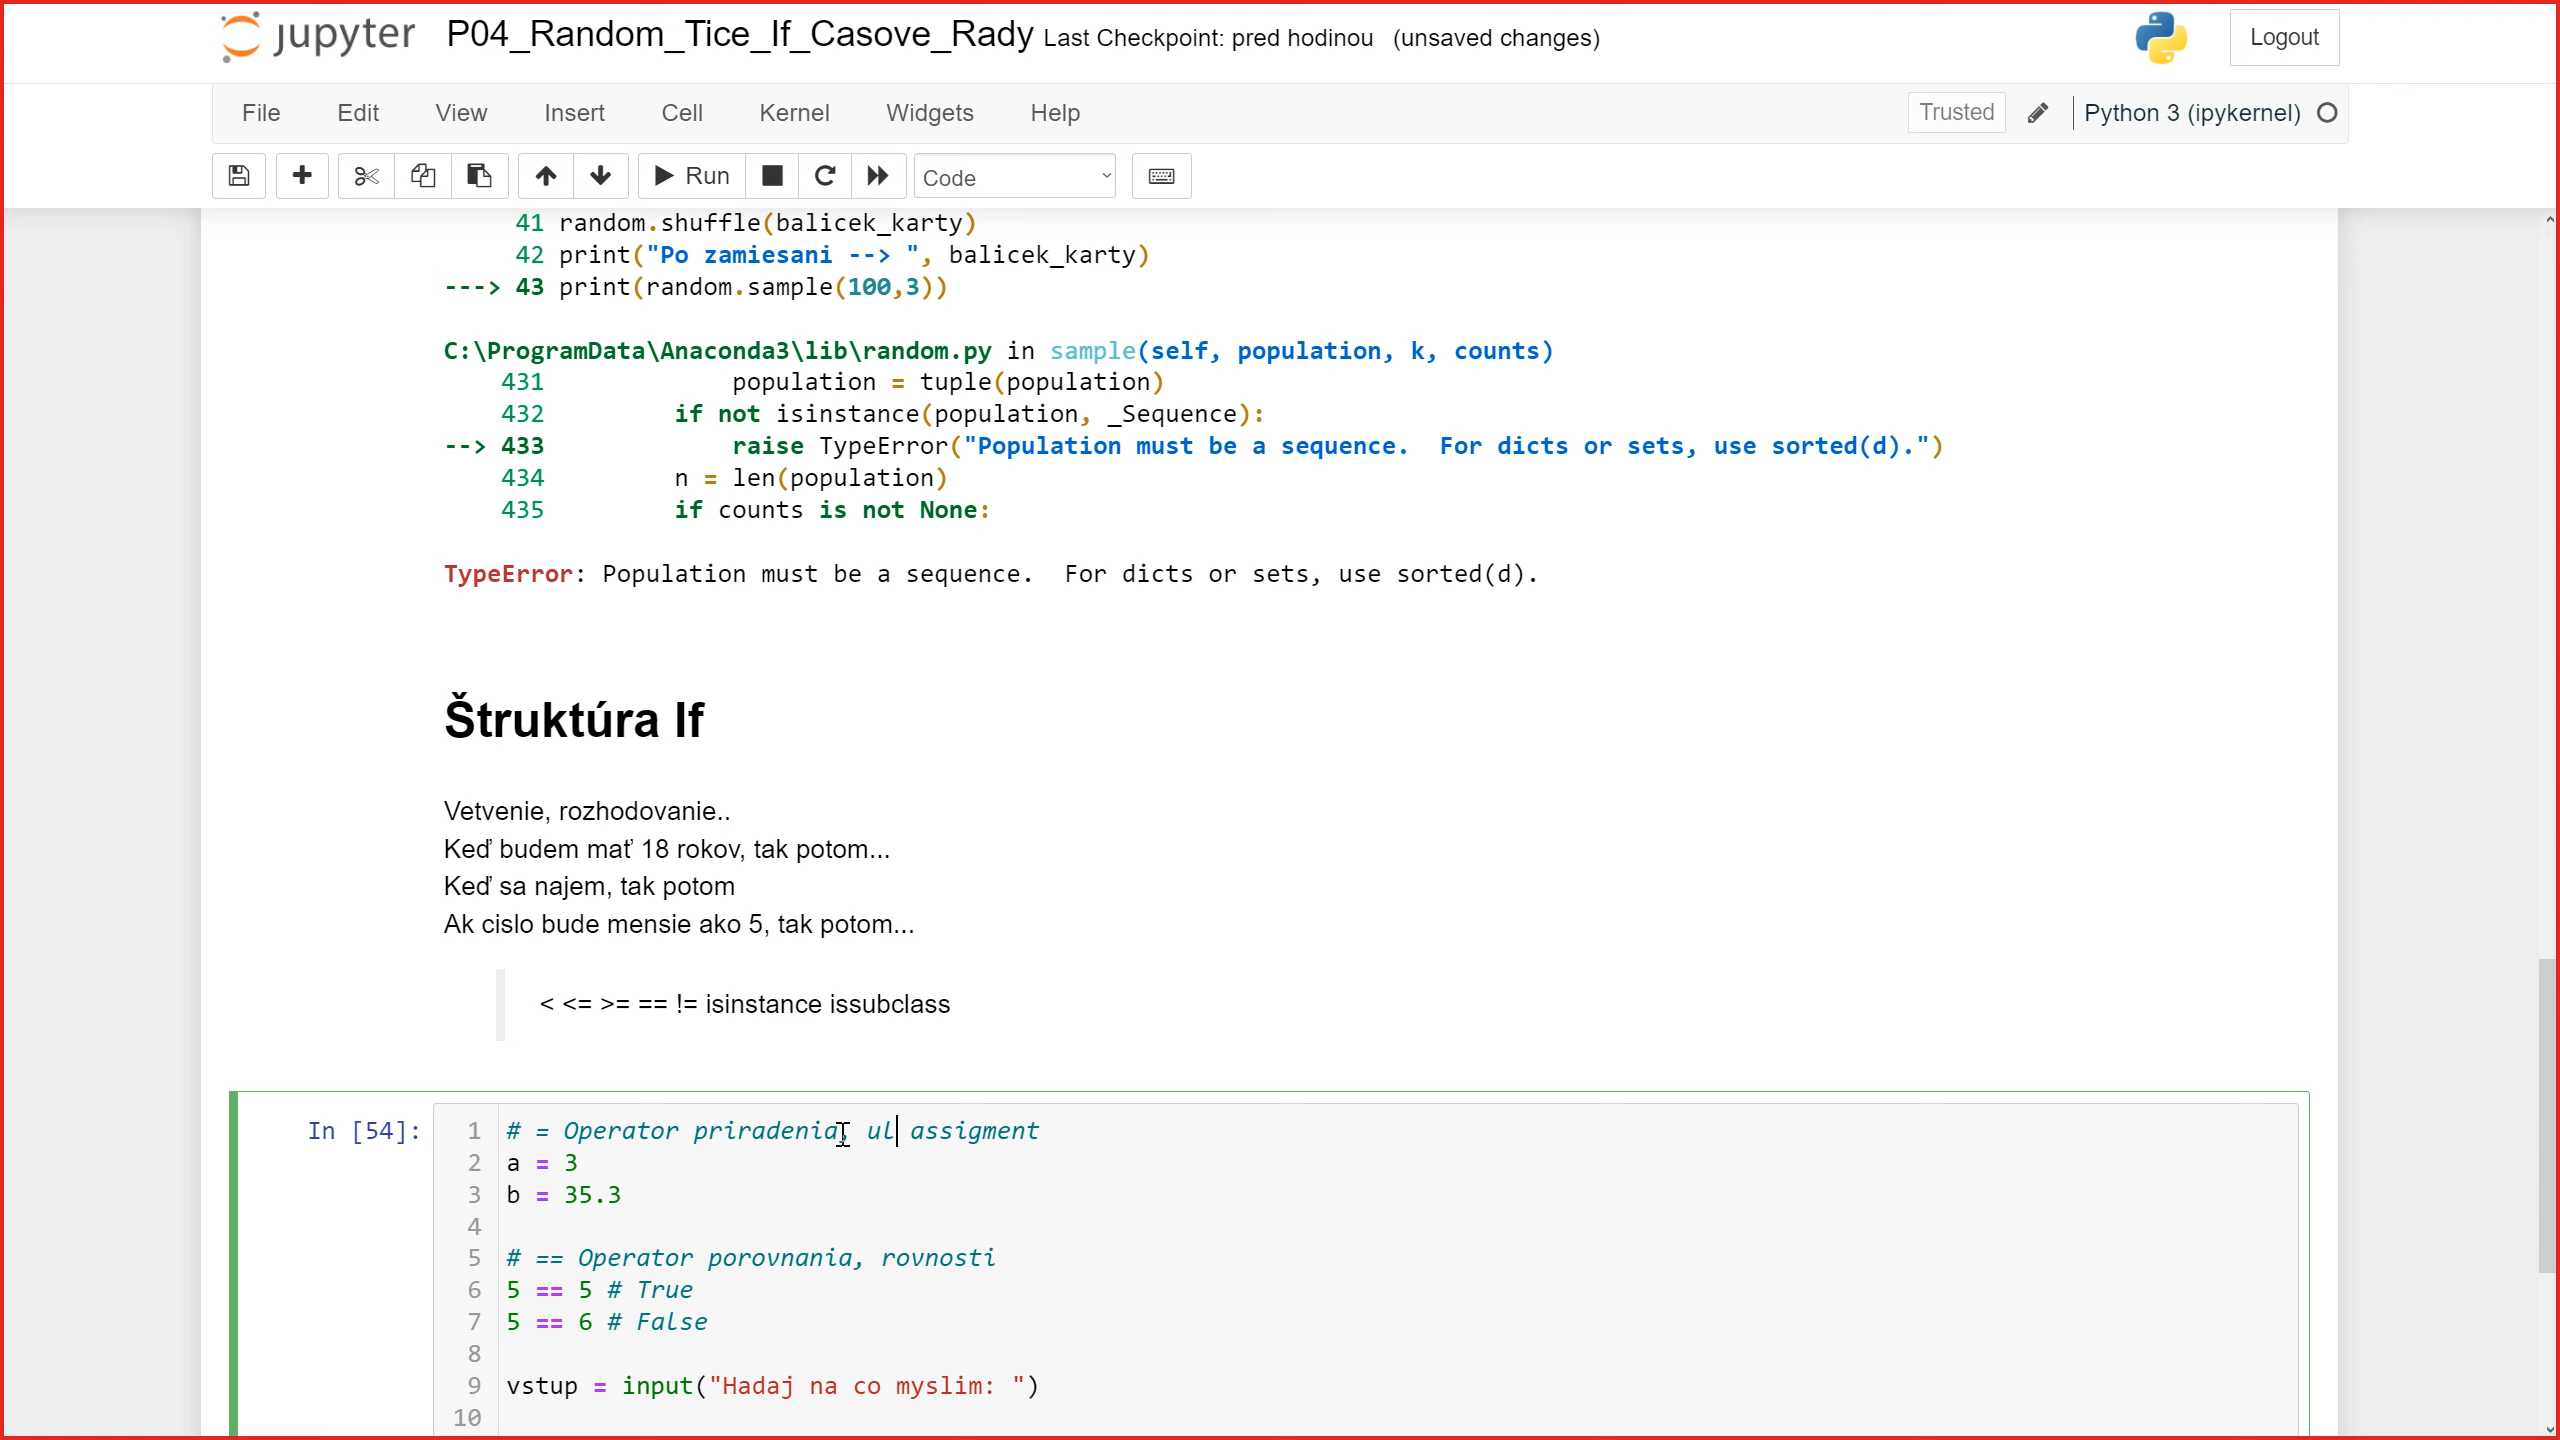 jupyter P04_Random_Tice_If_Casove_Rady Last Checkpoint: pred hodinou (unsaved changes) Logout
File Edit View Insert Cell Kernel Widgets Help Trusted Python 3 (ipykernel)
Run Code
41 random.shuffle(balicek_karty)
42 print("Po zamiesani --> ", balicek_karty)
---> 43 print(random.sample(100,3))
C:\ProgramData\Anaconda3\lib\random.py in sample(self, population, k, counts)
431 population = tuple(population)
432 if not isinstance(population, _Sequence):
--> 433 raise TypeError("Population must be a sequence.  For dicts or sets, use sorted(d).")
434 n = len(population)
435 if counts is not None:
TypeError: Population must be a sequence.  For dicts or sets, use sorted(d).
Štruktúra If
Vetvenie, rozhodovanie..
Keď budem mať 18 rokov, tak potom...
Keď sa najem, tak potom
Ak cislo bude mensie ako 5, tak potom...
< <= >= == != isinstance issubclass
In [54]: 1 # = Operator priradenia, ul assigment
2 a = 3
3 b = 35.3
4
5 # == Operator porovnania, rovnosti
6 5 == 5 # True
7 5 == 6 # False
8
9 vstup = input("Hadaj na co myslim: ")
10